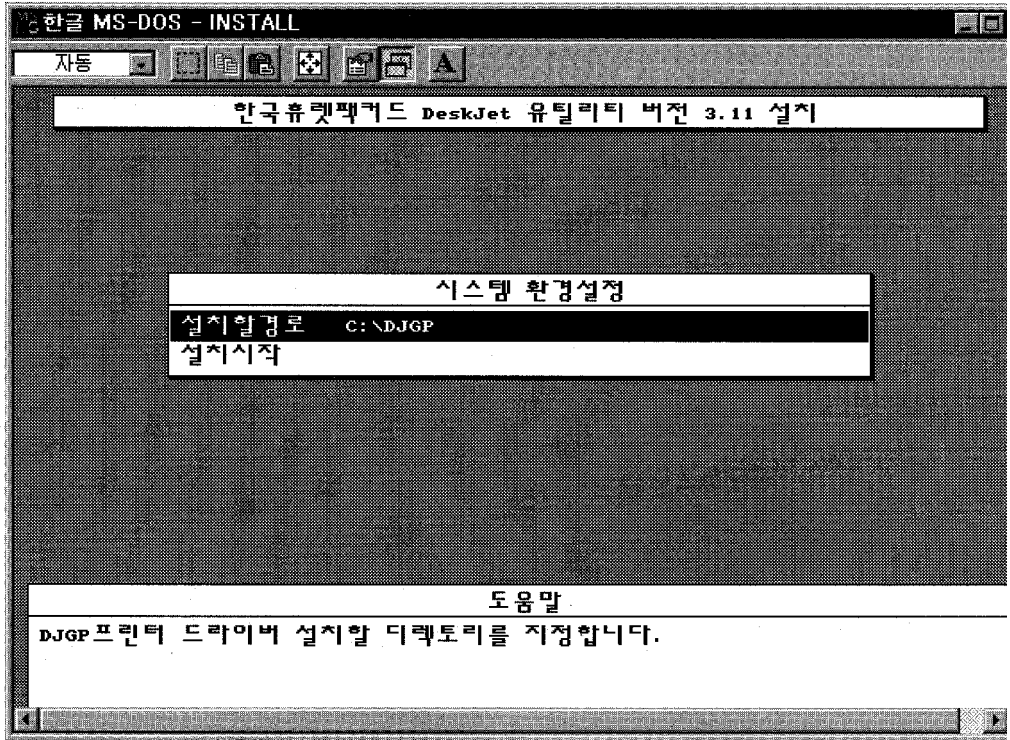 한글 MS-DOS - INSTALL
자동
A
한국휴렛팩커드 DeskJet 유틸리티 버전 3.11 설치
시스템 환경설정
설치할경로 C:\DJGP
설치시작
도움말
DJGP프린터 드라이버 설치할 디렉토리를 지정합니다.